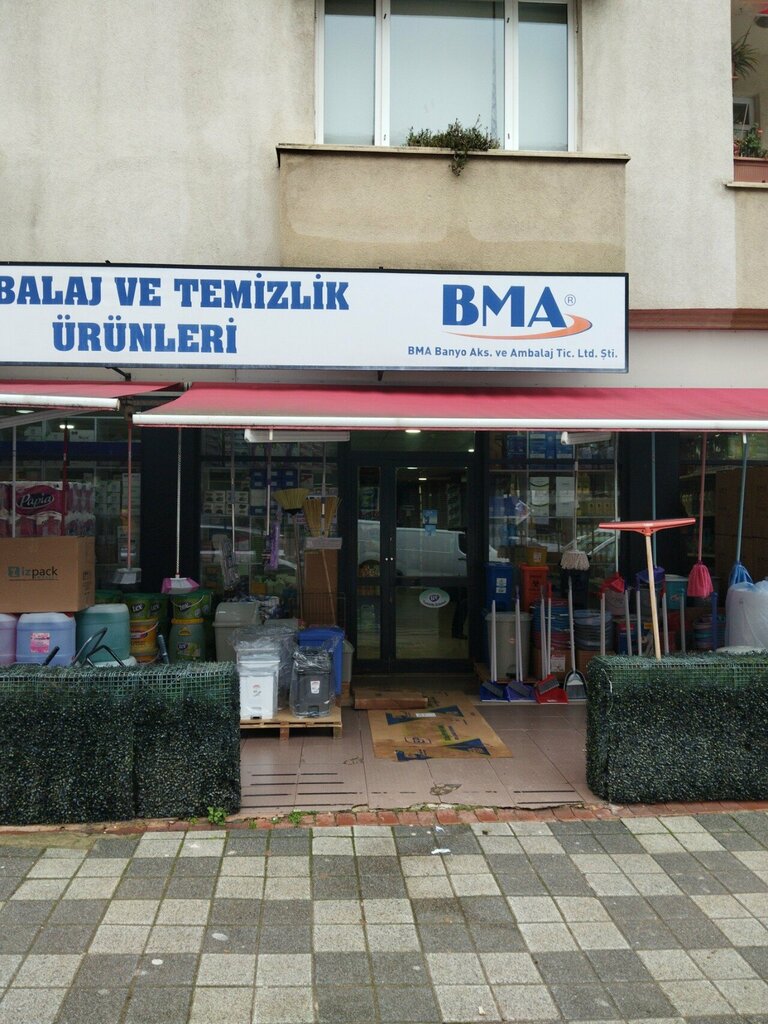 BALAJ VE TEMİZLİK
ÜRÜNLERİ
BMA®
BMA Banyo Aks. ve Ambalaj Tic. Ltd. Şti.
Papia
izpack